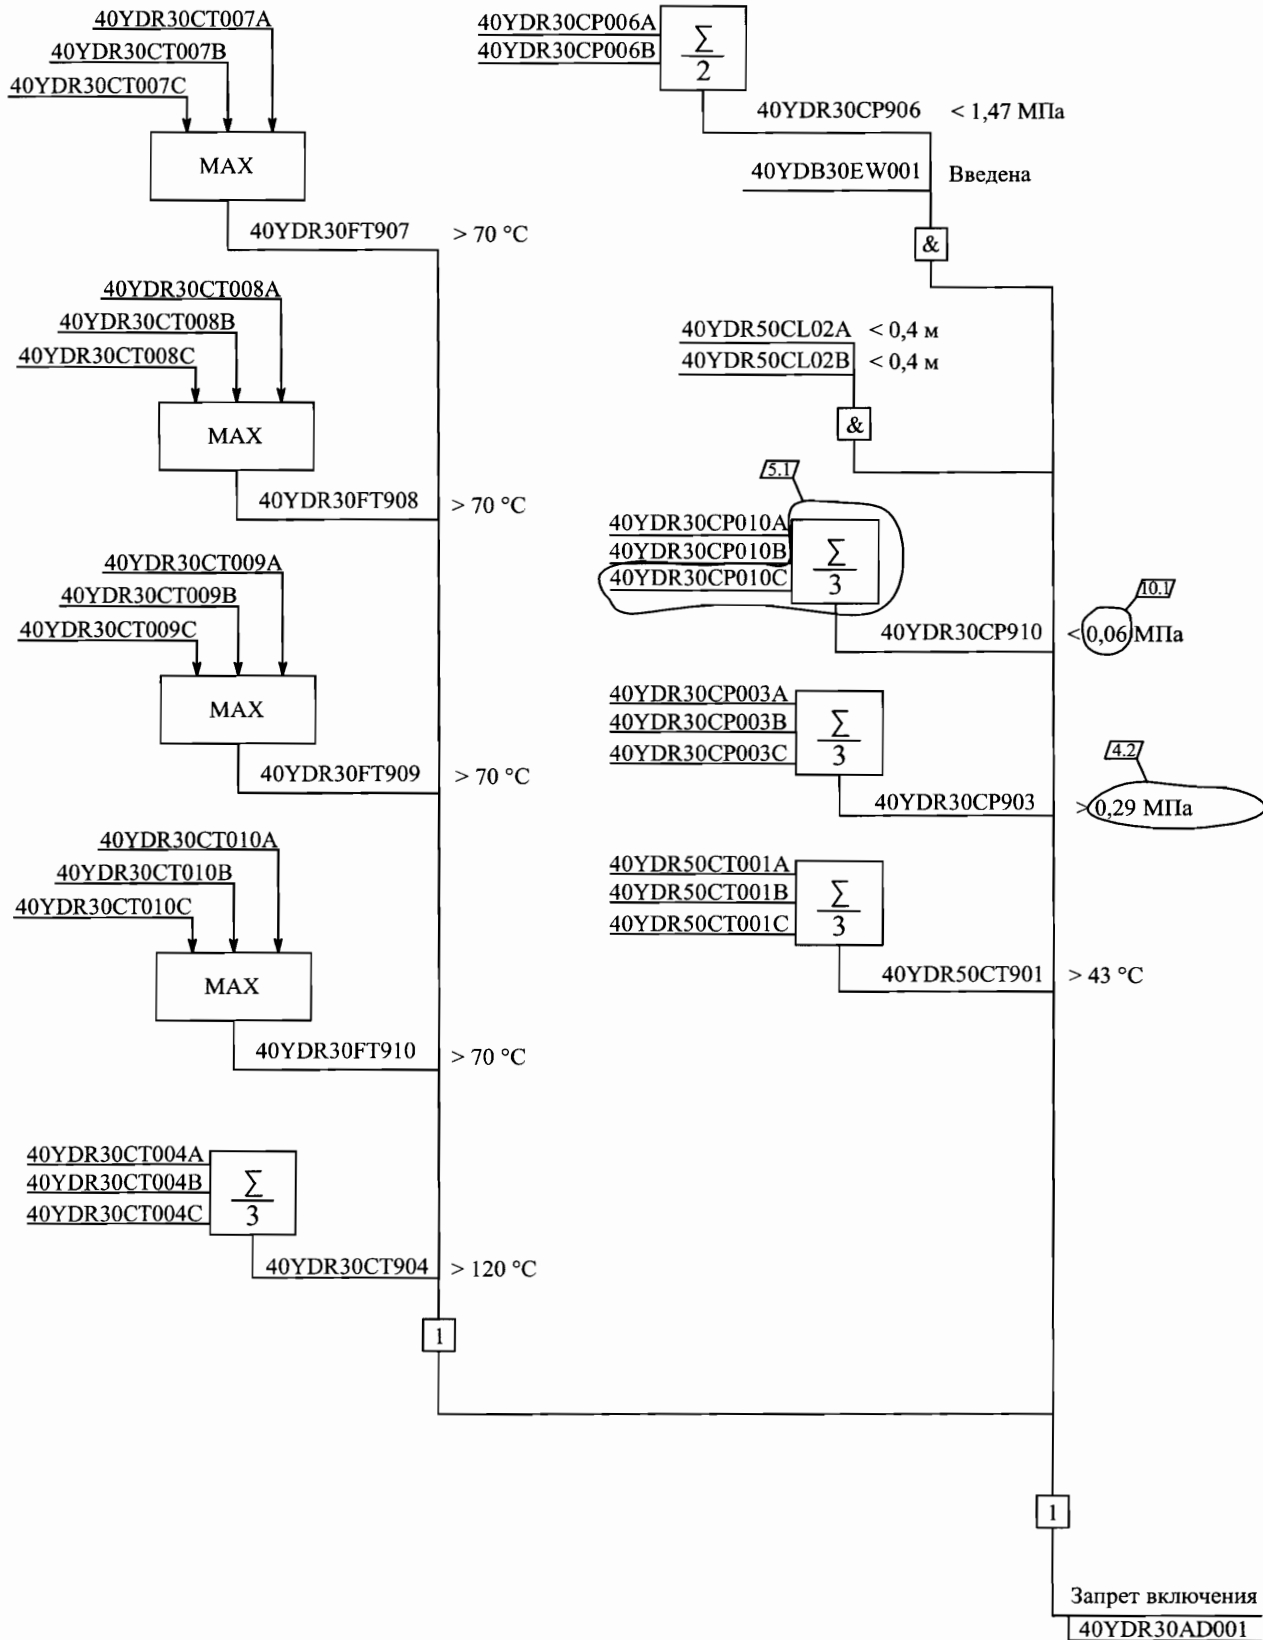 40YDR30CT007A
40YDR30CT007B
40YDR30CT007C
MAX
40YDR30FT907 > 70 °C
40YDR30CT008A
40YDR30CT008B
40YDR30CT008C
MAX
40YDR30FT908 > 70 °C
40YDR30CT009A
40YDR30CT009B
40YDR30CT009C
MAX
40YDR30FT909 > 70 °C
40YDR30CT010A
40YDR30CT010B
40YDR30CT010C
MAX
40YDR30FT910 > 70 °C
40YDR30CT004A
40YDR30CT004B
40YDR30CT004C
Σ
3
40YDR30CT904 > 120 °C
1
40YDR30CP006A
40YDR30CP006B
Σ
2
40YDR30CP906 < 1,47 МПа
40YDB30EW001 Введена
&
40YDR50CL02A < 0,4 м
40YDR50CL02B < 0,4 м
&
5.1
40YDR30CP010A
40YDR30CP010B
40YDR30CP010C
Σ
3
10.1
40YDR30CP910 < 0,06 МПа
40YDR30CP003A
40YDR30CP003B
40YDR30CP003C
Σ
3
4.2
40YDR30CP903 > 0,29 МПа
40YDR50CT001A
40YDR50CT001B
40YDR50CT001C
Σ
3
40YDR50CT901 > 43 °C
1
Запрет включения
40YDR30AD001